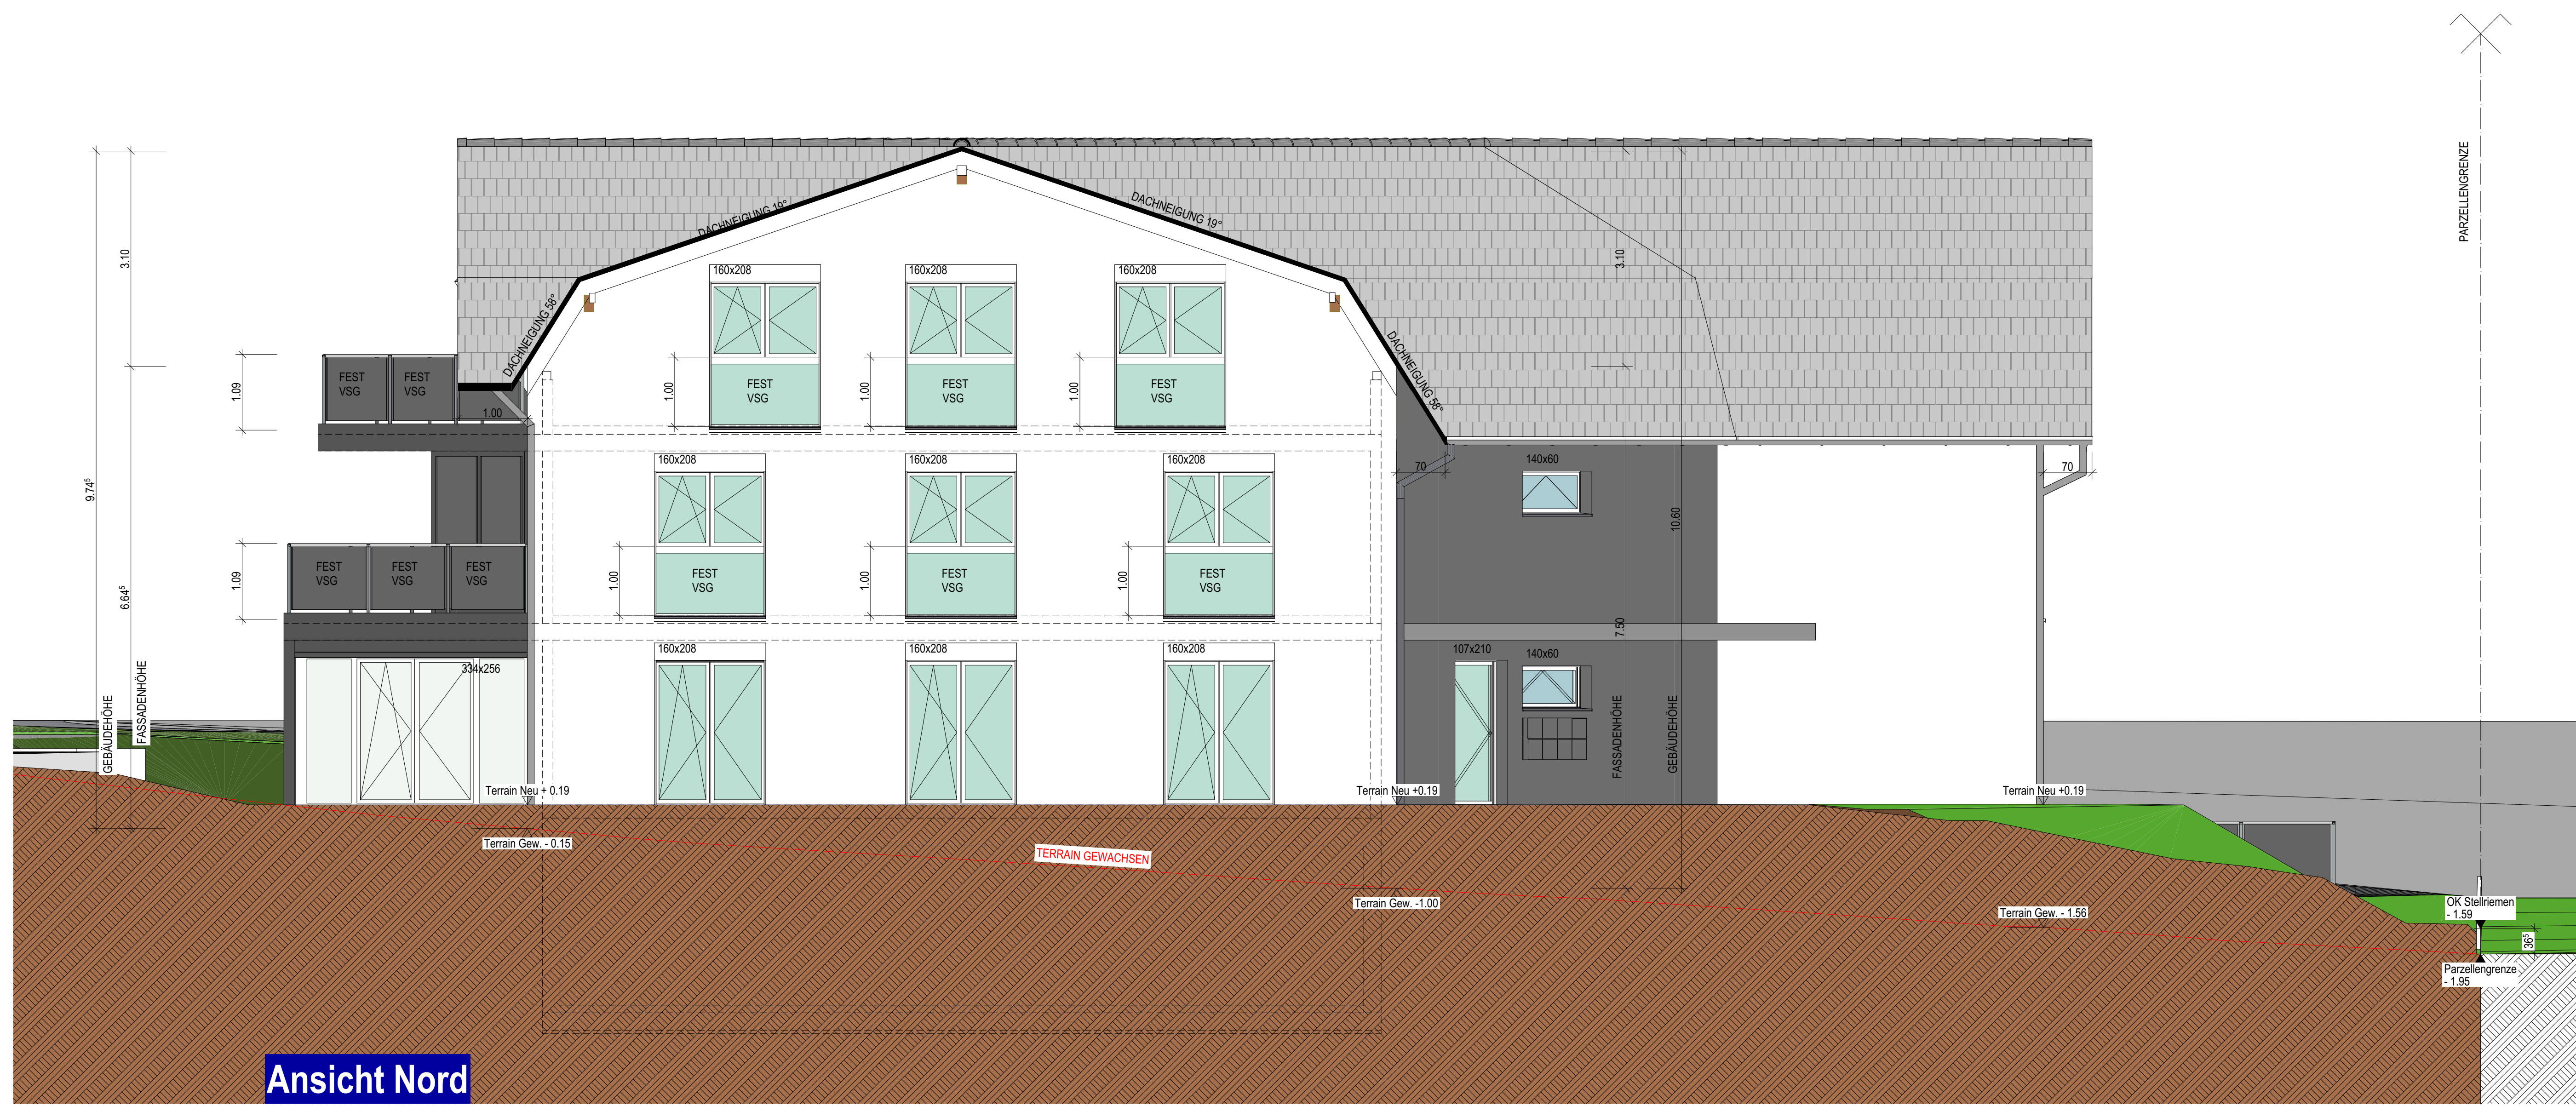 PARZELLENGRENZE
DACHNEIGUNG 19°
DACHNEIGUNG 19°
3.10
3.10
160x208
160x208
160x208
DACHNEIGUNG 58°
DACHNEIGUNG 58°
1.09
FEST
VSG
FEST
VSG
1.00
1.00
FEST
VSG
1.00
FEST
VSG
1.00
FEST
VSG
9.74⁵
160x208
160x208
160x208
70
140x60
70
10.60
6.64⁵
1.09
FEST
VSG
FEST
VSG
FEST
VSG
1.00
FEST
VSG
1.00
FEST
VSG
1.00
FEST
VSG
7.50
334x256
160x208
160x208
160x208
107x210
140x60
GEBÄUDEHÖHE
FASSADENHÖHE
FASSADENHÖHE
GEBÄUDEHÖHE
Terrain Neu + 0.19
Terrain Neu +0.19
Terrain Neu +0.19
Terrain Gew. - 0.15
TERRAIN GEWACHSEN
Terrain Gew. -1.00
Terrain Gew. - 1.56
OK Stellriemen
- 1.59
36⁵
Parzellengrenze
- 1.95
Ansicht Nord